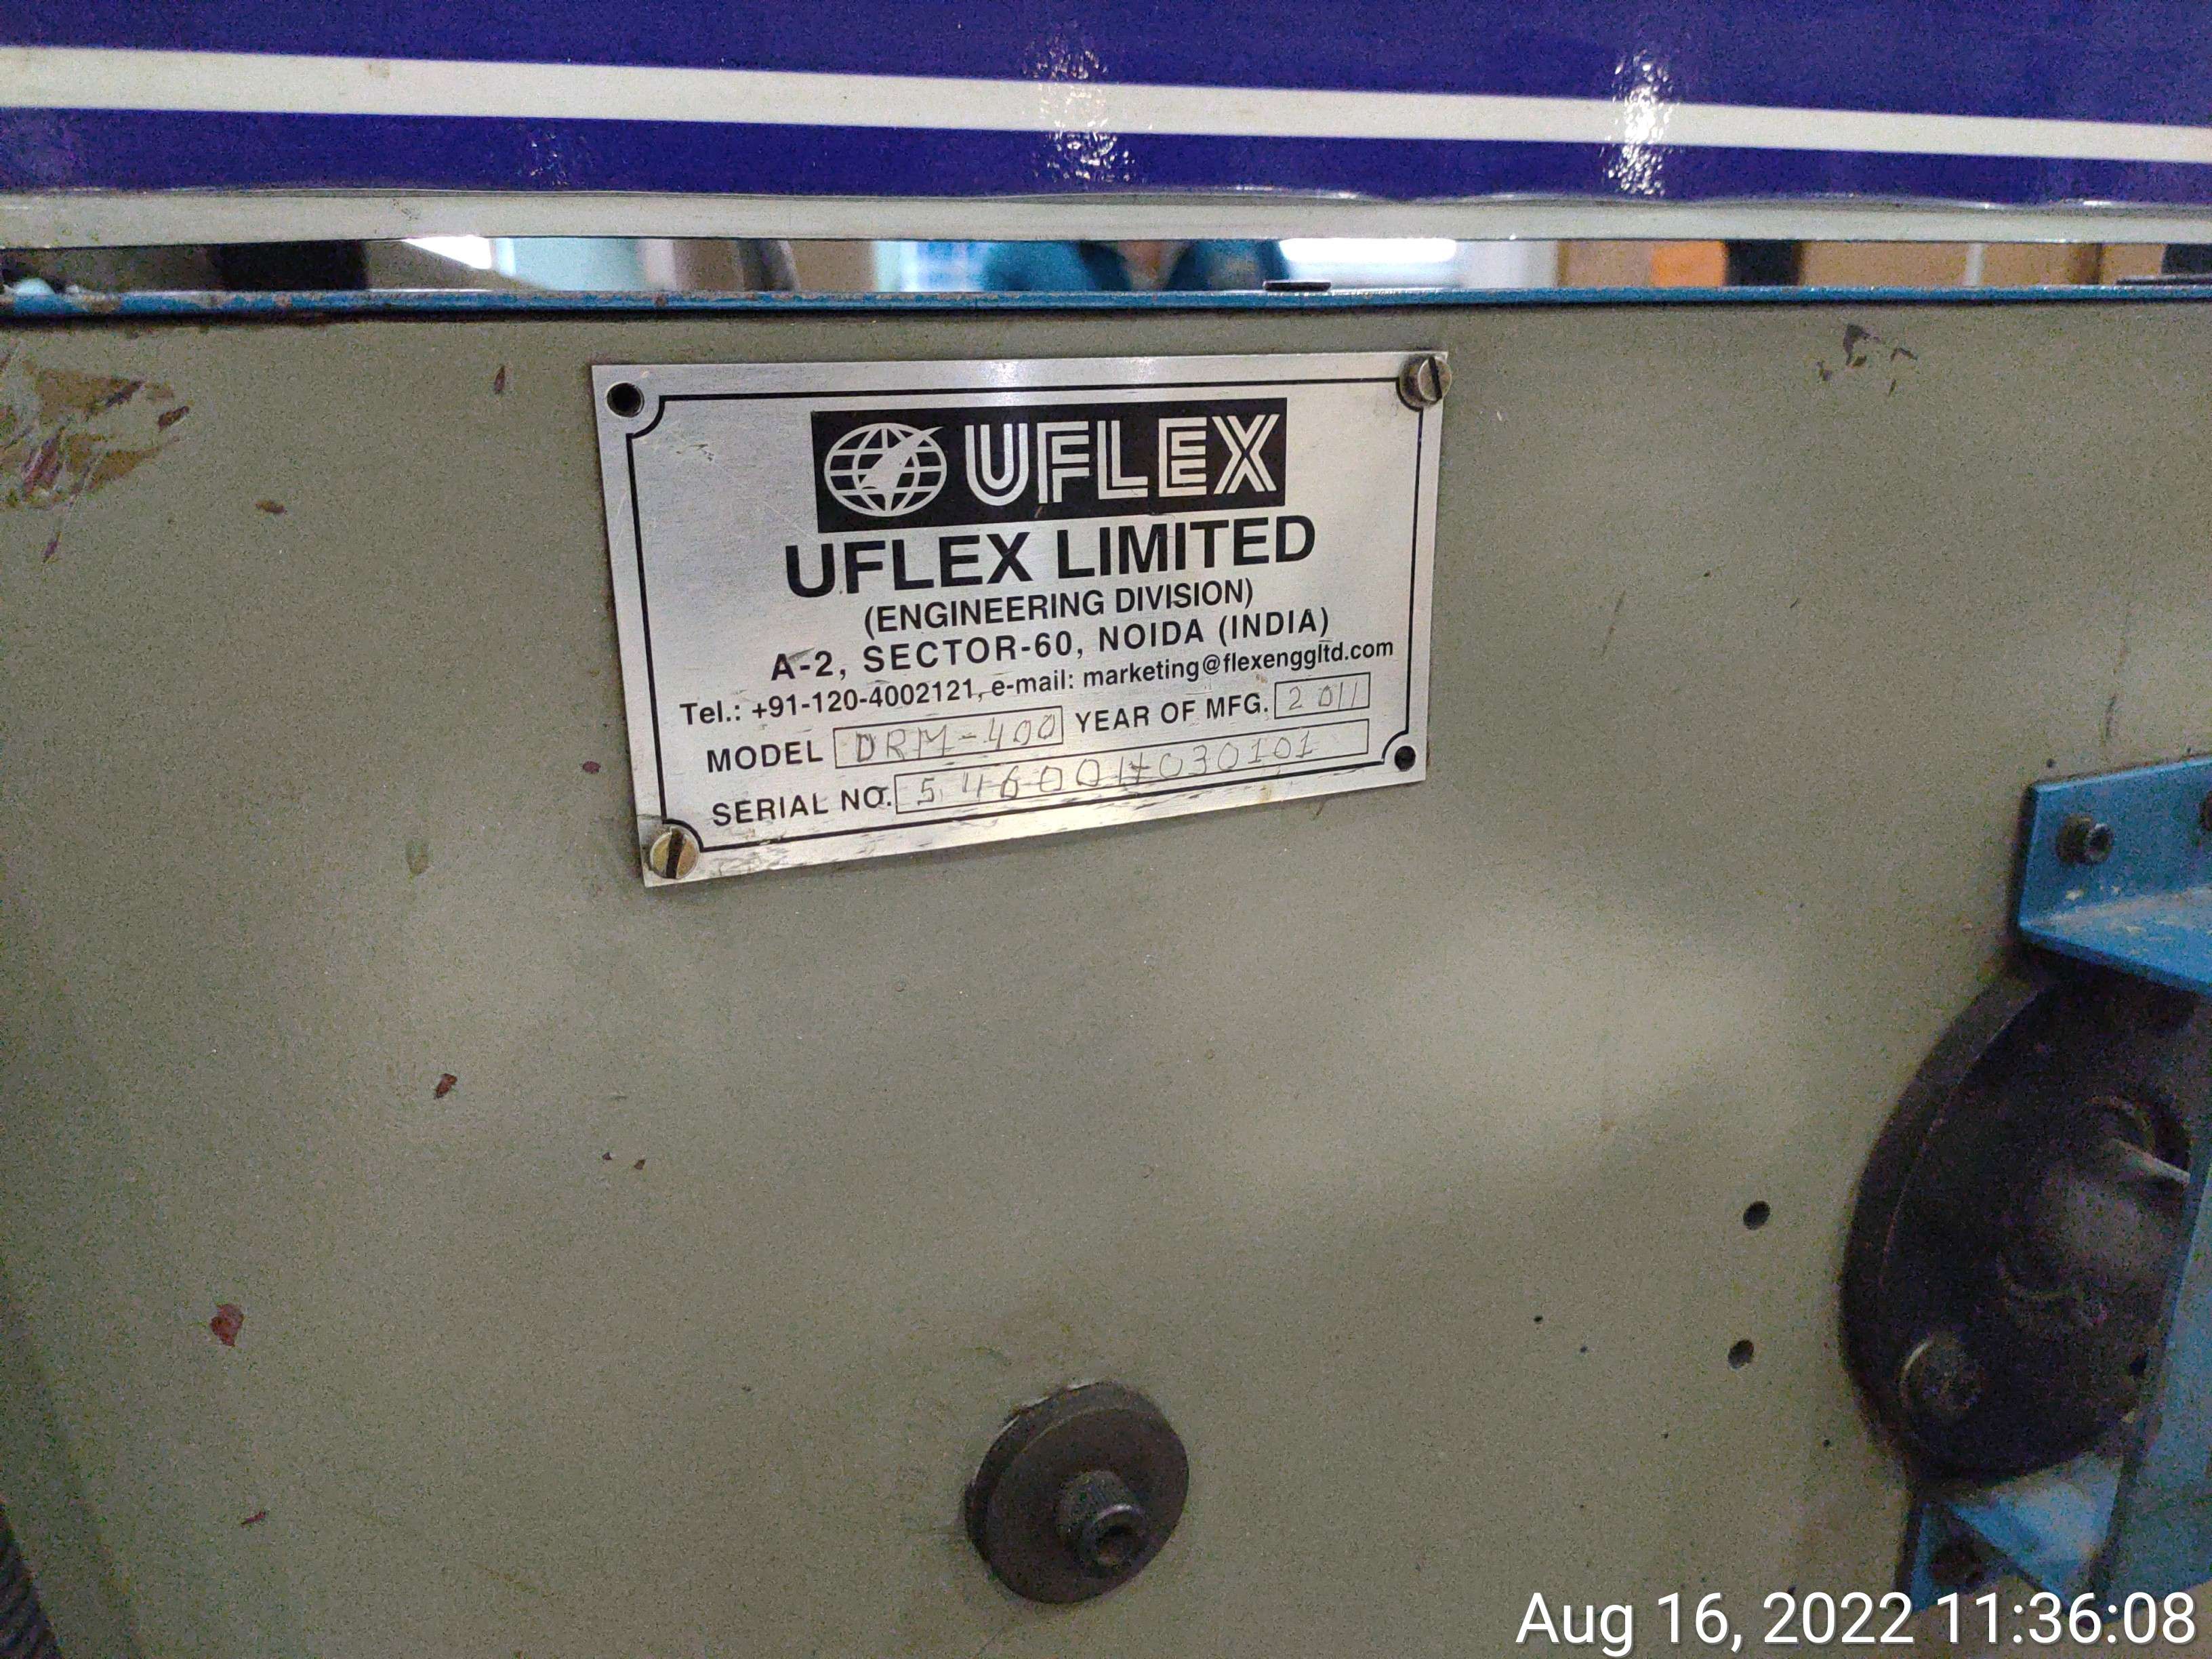 UFLEX
UFLEX LIMITED
(ENGINEERING DIVISION)
A-2, SECTOR-60, NOIDA (INDIA)
Tel.: +91-120-4002121, e-mail: marketing@flexenggltd.com
MODEL DRM-400 YEAR OF MFG. 2011
SERIAL NO.
Aug 16, 2022 11:36:08